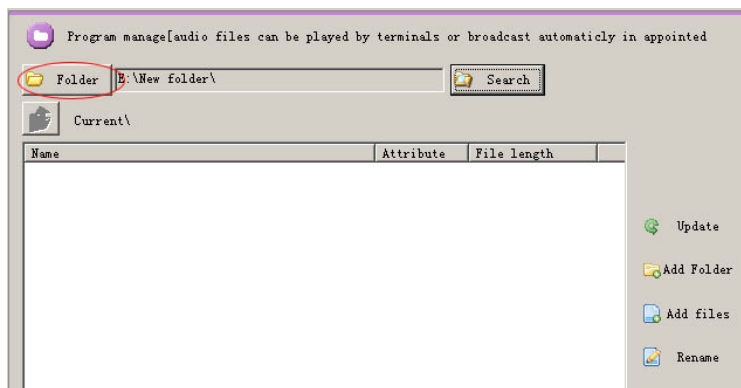 Program manage[audio files can be played by terminals or broadcast automaticly in appointed
Folder E:\New folder\ Search
Current\
Name Attribute File length
Update
Add Folder
Add files
Rename